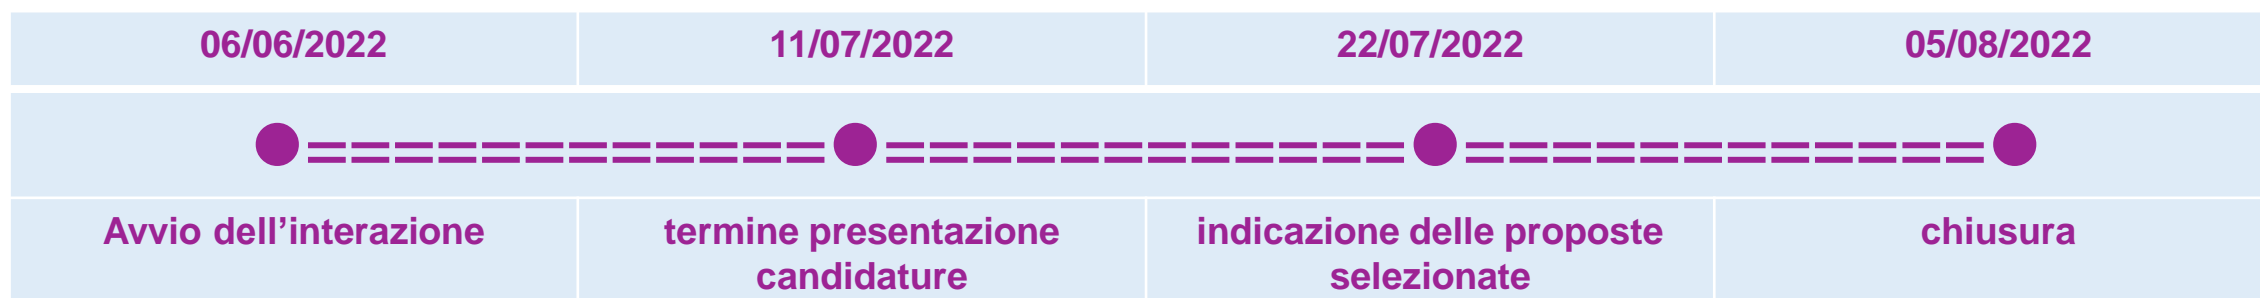 06/06/2022
11/07/2022
22/07/2022
05/08/2022
Avvio dell’interazione
termine presentazione
candidature
indicazione delle proposte
selezionate
chiusura